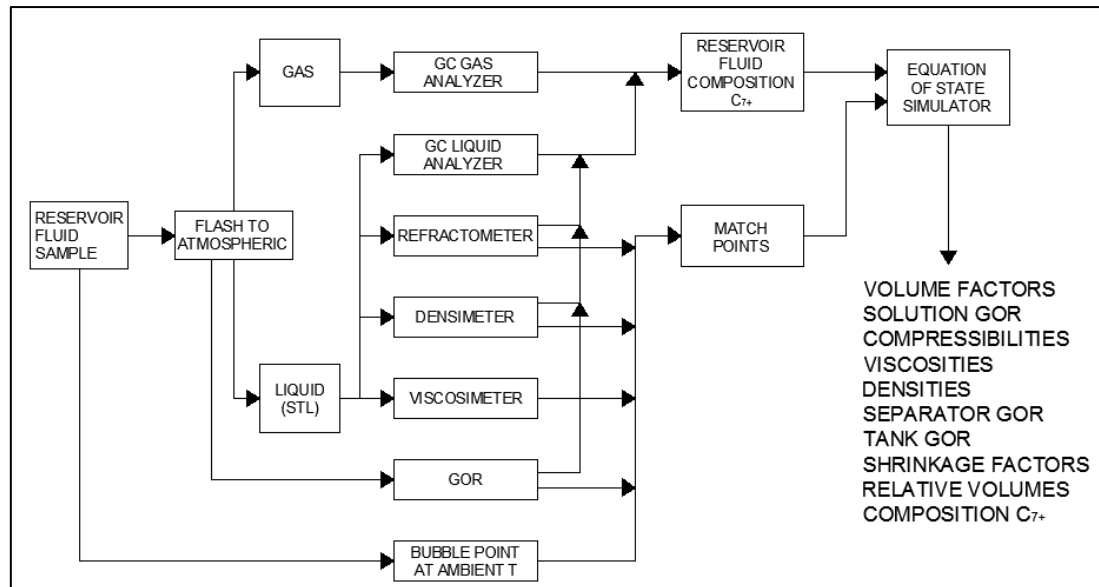 GAS
GC GAS
ANALYZER
RESERVOIR
FLUID
COMPOSITION
C7+
EQUATION
OF STATE
SIMULATOR
GC LIQUID
ANALYZER
RESERVOIR
FLUID
SAMPLE
FLASH TO
ATMOSPHERIC
REFRACTOMETER
MATCH
POINTS
DENSIMETER
LIQUID
(STL)
VISCOSIMETER
GOR
BUBBLE POINT
AT AMBIENT T
VOLUME FACTORS
SOLUTION GOR
COMPRESSIBILITIES
VISCOSITIES
DENSITIES
SEPARATOR GOR
TANK GOR
SHRINKAGE FACTORS
RELATIVE VOLUMES
COMPOSITION C7+